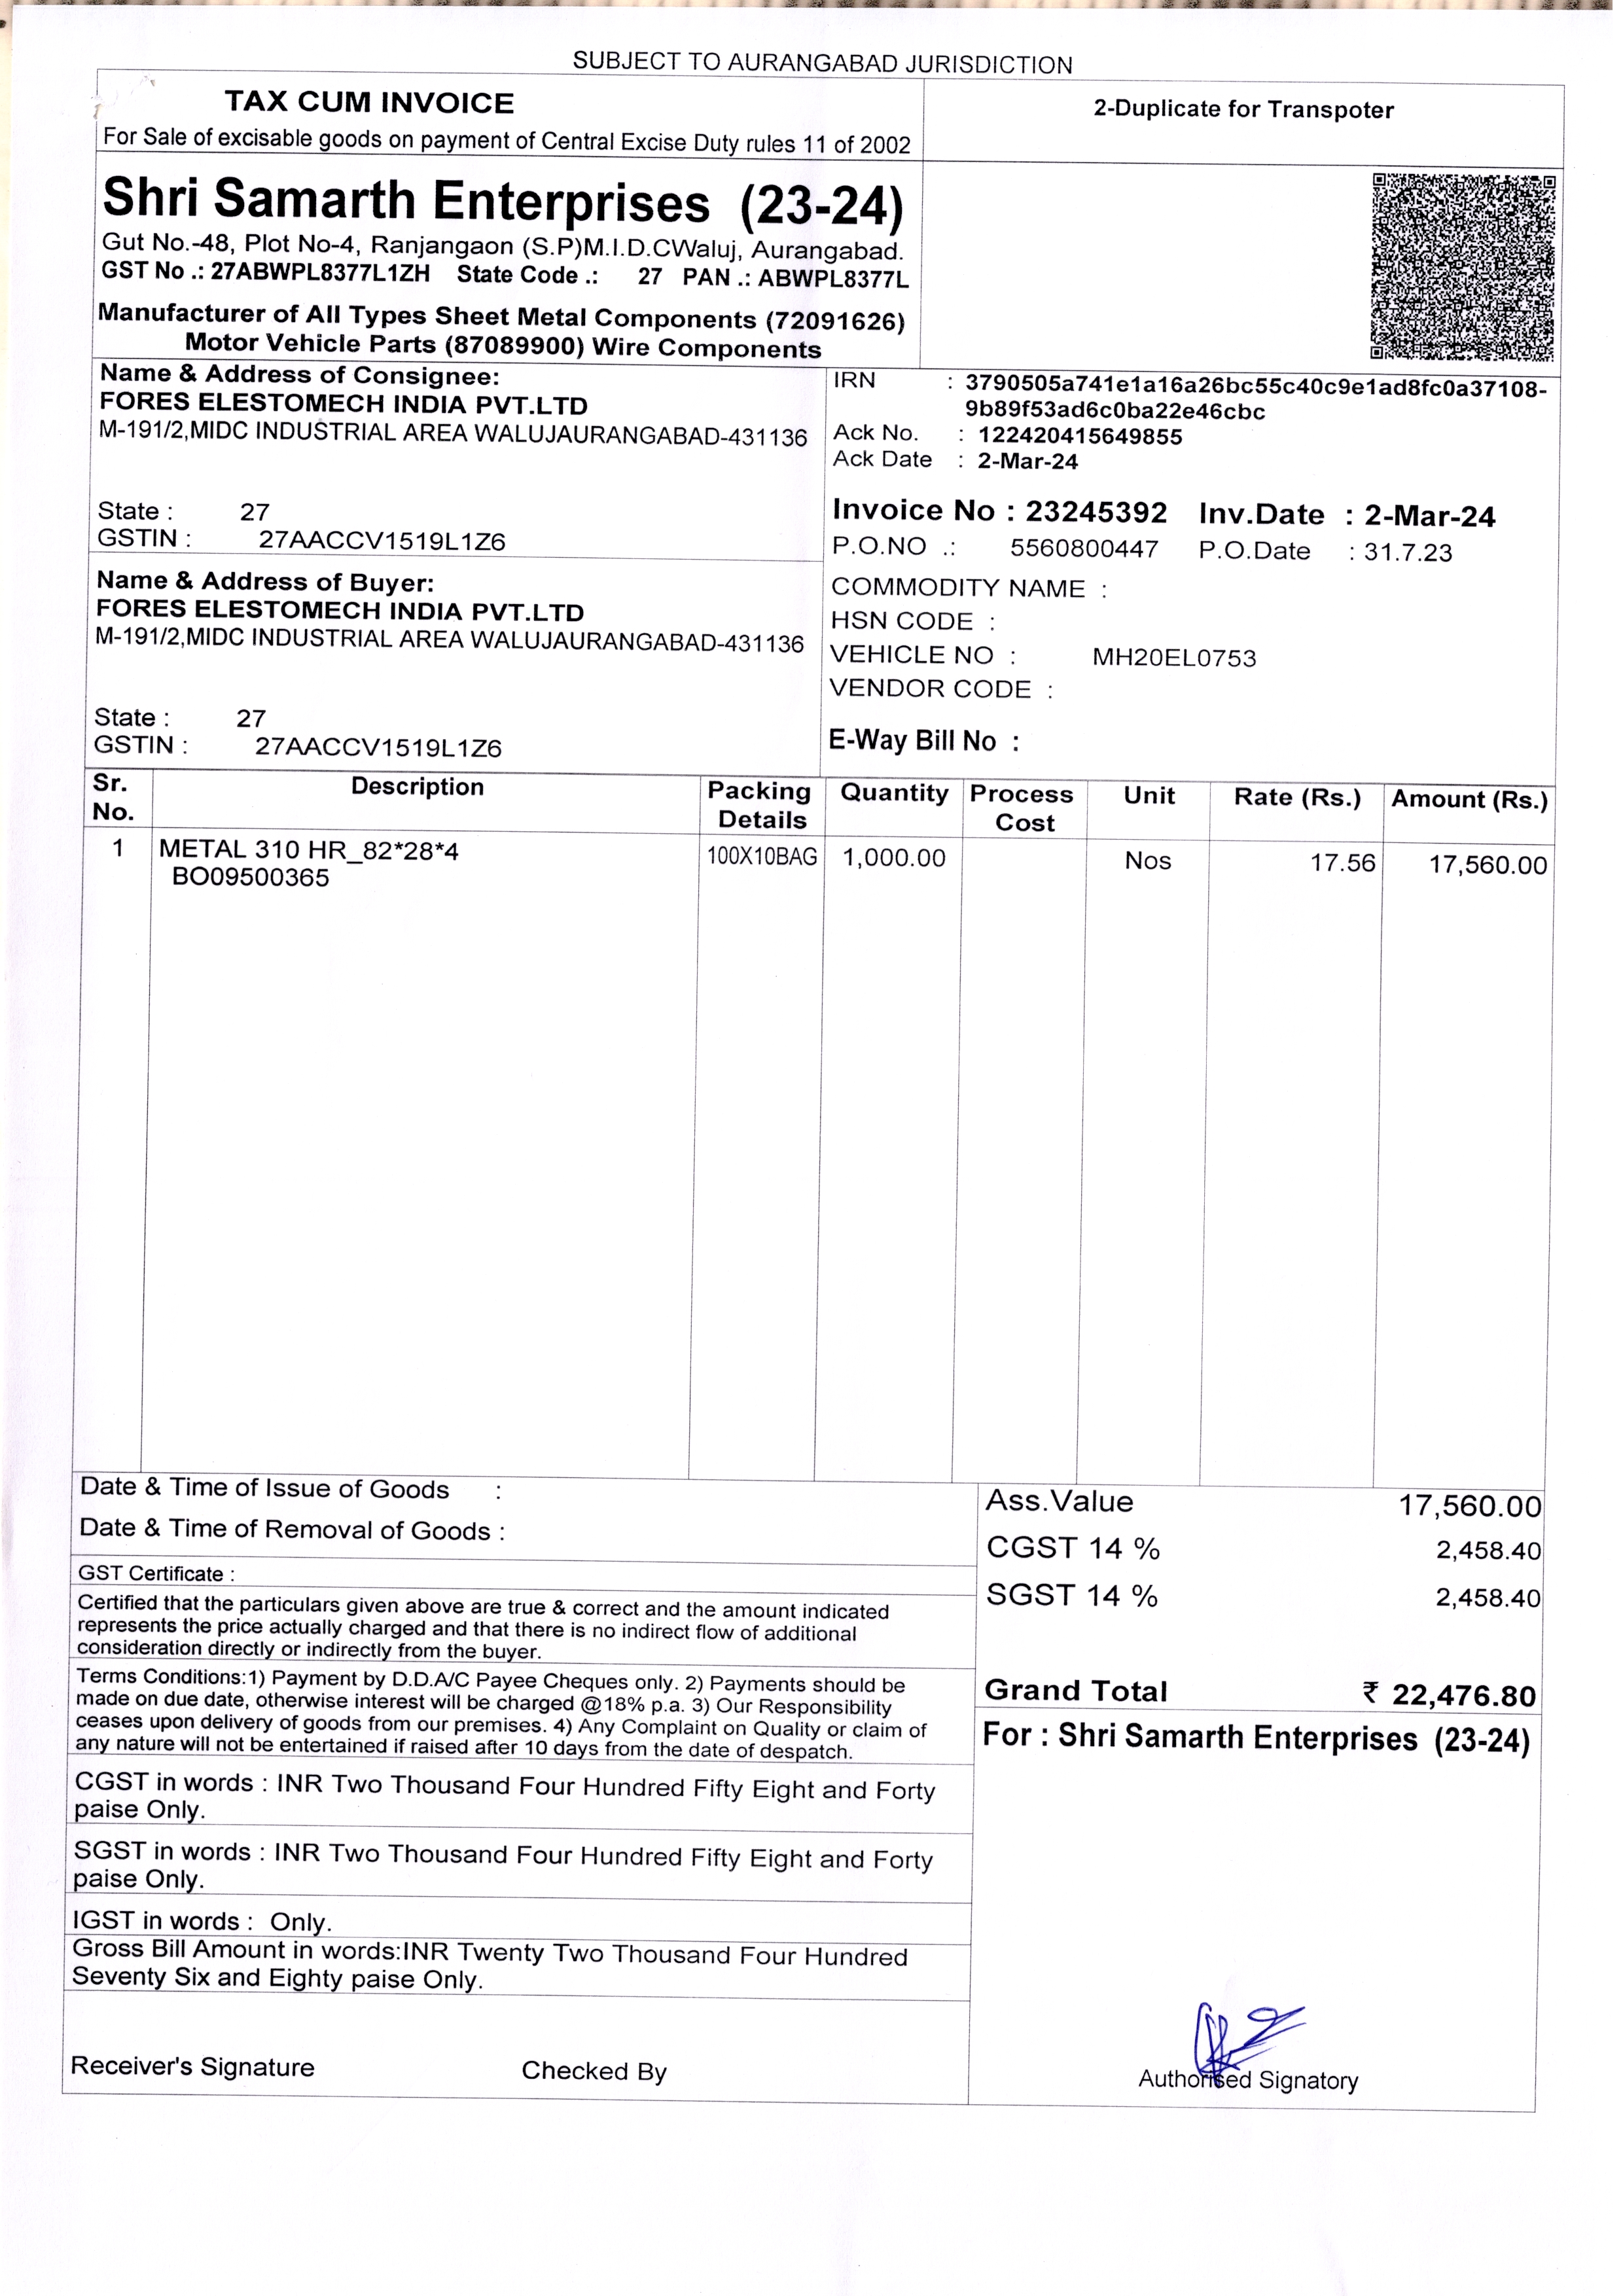 SUBJECT TO AURANGABAD JURISDICTION
TAX CUM INVOICE
For Sale of excisable goods on payment of Central Excise Duty rules 11 of 2002
2-Duplicate for Transpoter
Shri Samarth Enterprises (23-24)
Gut No.-48, Plot No-4, Ranjangaon (S.P)M.I.D.CWaluj, Aurangabad.
GST No .: 27ABWPL8377L1ZH State Code .: 27 PAN .: ABWPL8377L
Manufacturer of All Types Sheet Metal Components (72091626)
Motor Vehicle Parts (87089900) Wire Components
Name & Address of Consignee:
FORES ELESTOMECH INDIA PVT.LTD
M-191/2,MIDC INDUSTRIAL AREA WALUJAURANGABAD-431136
State : 27
GSTIN : 27AACCV1519L1Z6
Name & Address of Buyer:
FORES ELESTOMECH INDIA PVT.LTD
M-191/2,MIDC INDUSTRIAL AREA WALUJAURANGABAD-431136
State : 27
GSTIN : 27AACCV1519L1Z6
IRN : 3790505a741e1a16a26bc55c40c9e1ad8fc0a37108-
9b89f53ad6c0ba22e46cbc
Ack No. : 122420415649855
Ack Date : 2-Mar-24
Invoice No : 23245392 Inv.Date : 2-Mar-24
P.O.NO .: 5560800447 P.O.Date : 31.7.23
COMMODITY NAME :
HSN CODE :
VEHICLE NO : MH20EL0753
VENDOR CODE :
E-Way Bill No :
Sr. No. Description Packing Details Quantity Process Cost Unit Rate (Rs.) Amount (Rs.)
1 METAL 310 HR_82*28*4 100X10BAG 1,000.00 Nos 17.56 17,560.00
BO09500365
Date & Time of Issue of Goods :
Date & Time of Removal of Goods :
GST Certificate :
Certified that the particulars given above are true & correct and the amount indicated
represents the price actually charged and that there is no indirect flow of additional
consideration directly or indirectly from the buyer.
Terms Conditions:1) Payment by D.D.A/C Payee Cheques only. 2) Payments should be
made on due date, otherwise interest will be charged @18% p.a. 3) Our Responsibility
ceases upon delivery of goods from our premises. 4) Any Complaint on Quality or claim of
any nature will not be entertained if raised after 10 days from the date of despatch.
CGST in words : INR Two Thousand Four Hundred Fifty Eight and Forty
paise Only.
SGST in words : INR Two Thousand Four Hundred Fifty Eight and Forty
paise Only.
IGST in words : Only.
Gross Bill Amount in words:INR Twenty Two Thousand Four Hundred
Seventy Six and Eighty paise Only.
Receiver's Signature Checked By
Ass.Value 17,560.00
CGST 14 % 2,458.40
SGST 14 % 2,458.40
Grand Total ₹ 22,476.80
For : Shri Samarth Enterprises (23-24)
Authorised Signatory